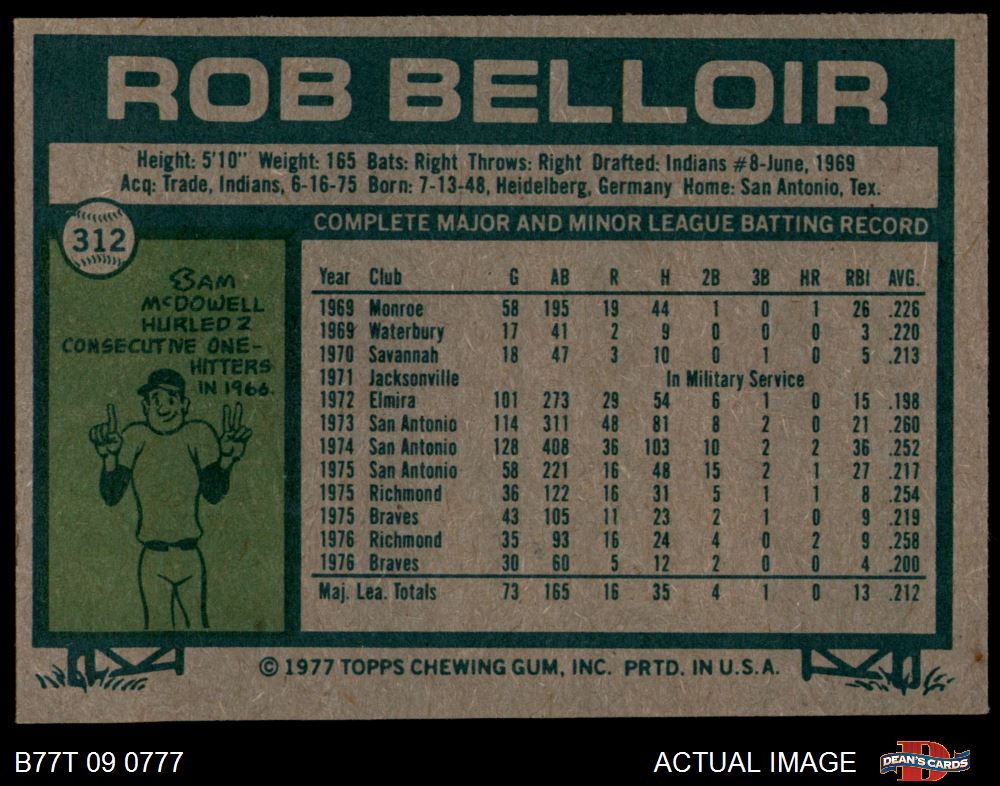 ROB BELLOIR
Height: 5'10" Weight: 165 Bats: Right Throws: Right Drafted: Indians #8-June, 1969
Acq: Trade, Indians, 6-16-75 Born: 7-13-48, Heidelberg, Germany Home: San Antonio, Tex.
312
COMPLETE MAJOR AND MINOR LEAGUE BATTING RECORD
SAM
McDOWELL
HURLED 2
CONSECUTIVE ONE-
HITTERS
IN 1966.
Year Club G AB R H 2B 3B HR RBI AVG.
1969 Monroe 58 195 19 44 1 0 1 26 .226
1969 Waterbury 17 41 2 9 0 0 0 3 .220
1970 Savannah 18 47 3 10 0 1 0 5 .213
1971 Jacksonville In Military Service
1972 Elmira 101 273 29 54 6 1 0 15 .198
1973 San Antonio 114 311 48 81 8 2 0 21 .260
1974 San Antonio 128 408 36 103 10 2 2 36 .252
1975 San Antonio 58 221 16 48 15 2 1 27 .217
1975 Richmond 36 122 16 31 5 1 1 8 .254
1975 Braves 43 105 11 23 2 1 0 9 .219
1976 Richmond 35 93 16 24 4 0 2 9 .258
1976 Braves 30 60 5 12 2 0 0 4 .200
Maj. Lea. Totals 73 165 16 35 4 1 0 13 .212
© 1977 TOPPS CHEWING GUM, INC. PRTD. IN U.S.A.
B77T 09 0777
ACTUAL IMAGE
D
DEAN'S CARDS